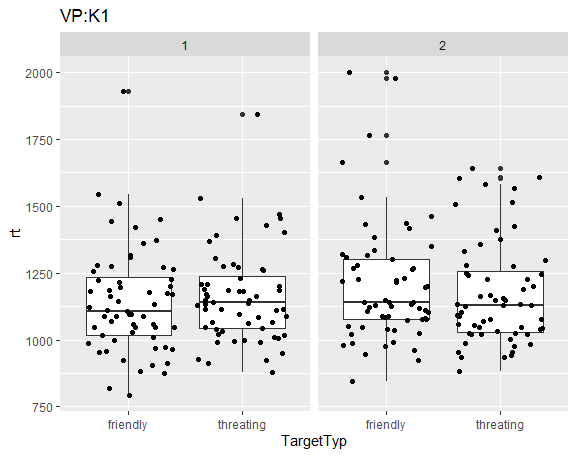 VP:K1
1
2
2000
1750
1500
1250
1000
750
rt
friendly
threating
friendly
threating
TargetTyp